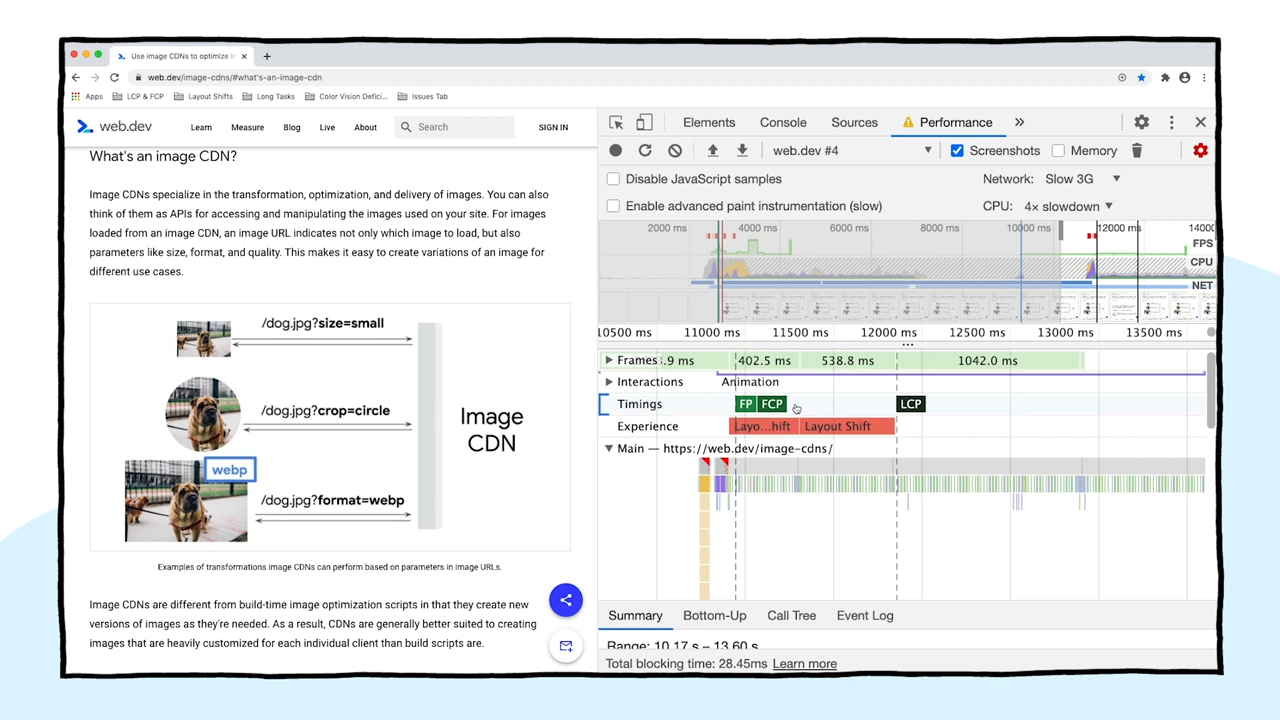 Use image CDNs to optimize i
web.dev/image-cdns/#what's-an-image-cdn
Apps
LCP & FCP
Layout Shifts
Long Tasks
Color Vision Defici...
Issues Tab
web.dev
Learn
Measure
Blog
Live
About
Search
SIGN IN
What's an image CDN?
Image CDNs specialize in the transformation, optimization, and delivery of images. You can also
think of them as APIs for accessing and manipulating the images used on your site. For images
loaded from an image CDN, an image URL indicates not only which image to load, but also
parameters like size, format, and quality. This makes it easy to create variations of an image for
different use cases.
/dog.jpg?size=small
/dog.jpg?crop=circle
webp
/dog.jpg?format=webp
Image
CDN
Examples of transformations image CDNs can perform based on parameters in image URLs.
Image CDNs are different from build-time image optimization scripts in that they create new
versions of images as they're needed. As a result, CDNs are generally better suited to creating
images that are heavily customized for each individual client than build scripts are.
Elements
Console
Sources
Performance
»
web.dev #4
Screenshots
Memory
Disable JavaScript samples
Network: Slow 3G
Enable advanced paint instrumentation (slow)
CPU: 4× slowdown
2000 ms
4000 ms
6000 ms
8000 ms
10000 ms
12000 ms
14000
FPS
CPU
NET
10500 ms
11000 ms
11500 ms
12000 ms
12500 ms
13000 ms
13500 ms
...
Frames
.9 ms
402.5 ms
538.8 ms
1042.0 ms
Interactions
Animation
Timings
FP
FCP
LCP
Experience
Layo...hift
Layout Shift
Main — https://web.dev/image-cdns/
Summary
Bottom-Up
Call Tree
Event Log
Range: 10.17 s – 13.60 s
Total blocking time: 28.45ms Learn more